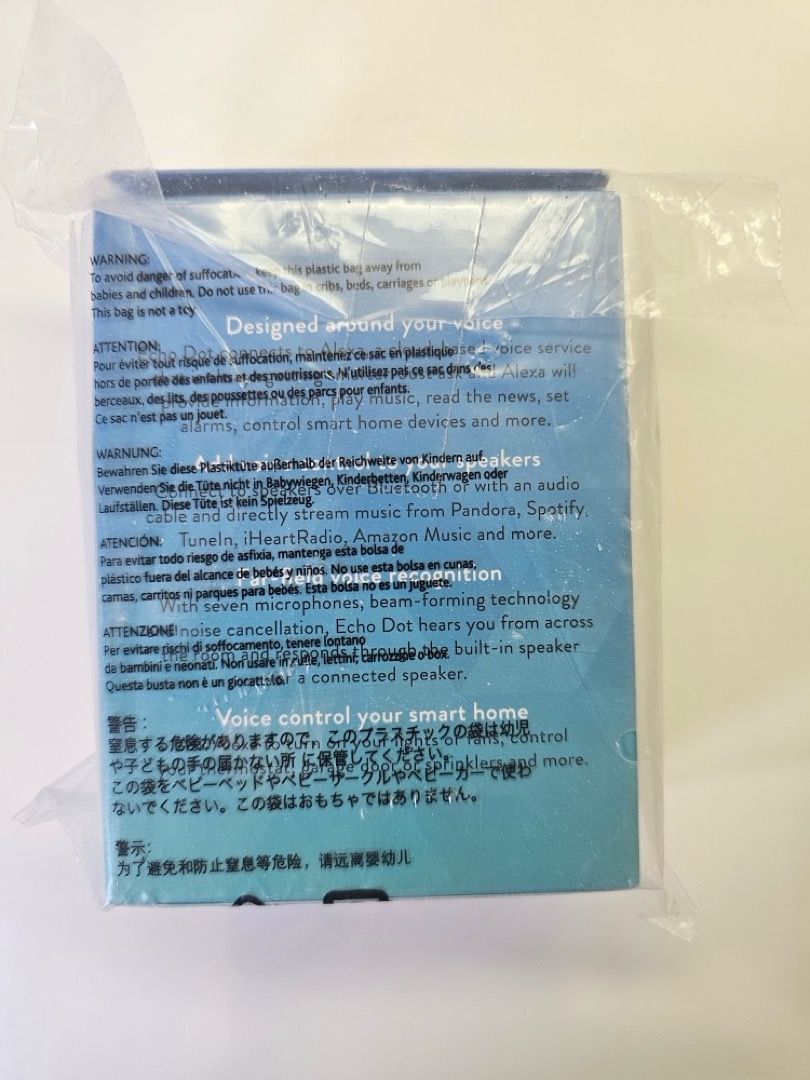 WARNING:
To avoid danger of suffocation, keep this plastic bag away from
babies and children. Do not use this bag in cribs, beds, carriages or playpens.
This bag is not a toy.
ATTENTION:
Pour éviter tout risque de suffocation, maintenez ce sac en plastique
hors de portée des enfants et des nourrissons. N'utilisez pas ce sac dans des
berceaux, des lits, des poussettes ou des parcs pour enfants.
Ce sac n'est pas un jouet.
WARNUNG:
Bewahren Sie diese Plastiktüte außerhalb der Reichweite von Kindern auf.
Verwenden Sie die Tüte nicht in Babywiegen, Kinderbetten, Kinderwagen oder
Laufställen. Diese Tüte ist kein Spielzeug.
ATENCIÓN:
Para evitar todo riesgo de asfixia, mantenga esta bolsa de
plástico fuera del alcance de bebés y niños. No use esta bolsa en cunas,
camas, carritos ni parques para bebés. Esta bolsa no es un juguete.
ATTENZIONE!
Per evitare rischi di soffocamento, tenere lontano
da bambini e neonati. Non usare in culle, lettini, carrozzine o box.
Questa busta non è un giocattolo.
警告：
窒息する危険がありますので、このプラスチックの袋は幼児
や子どもの手の届かない所に保管してください。
この袋をベビーベッドやベビーサークルやベビーカーで使わ
ないでください。この袋はおもちゃではありません。
警示：
为了避免和防止窒息等危险，请远离婴幼儿
Designed around your voice
Echo Dot connects to Alexa, a cloud-based voice service
ask and Alexa will
provide information, play music, read the news, set
alarms, control smart home devices and more.
your speakers
Connect to speakers over Bluetooth or with an audio
cable and directly stream music from Pandora, Spotify,
TuneIn, iHeartRadio, Amazon Music and more.
Far-field voice recognition
With seven microphones, beam-forming technology
noise cancellation, Echo Dot hears you from across
the room and responds through the built-in speaker
or a connected speaker.
Voice control your smart home
to turn on your lights or fans, control
your thermostat, garage door or sprinklers and more.